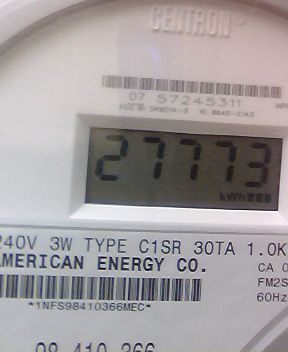 CENTRON®
07 57245311
27773
kWh
240V 3W TYPE C1SR 30TA 1.0K
AMERICAN ENERGY CO.
CA 0
FM2S
60Hz
*1NFS98410366MEC*
98 410 366